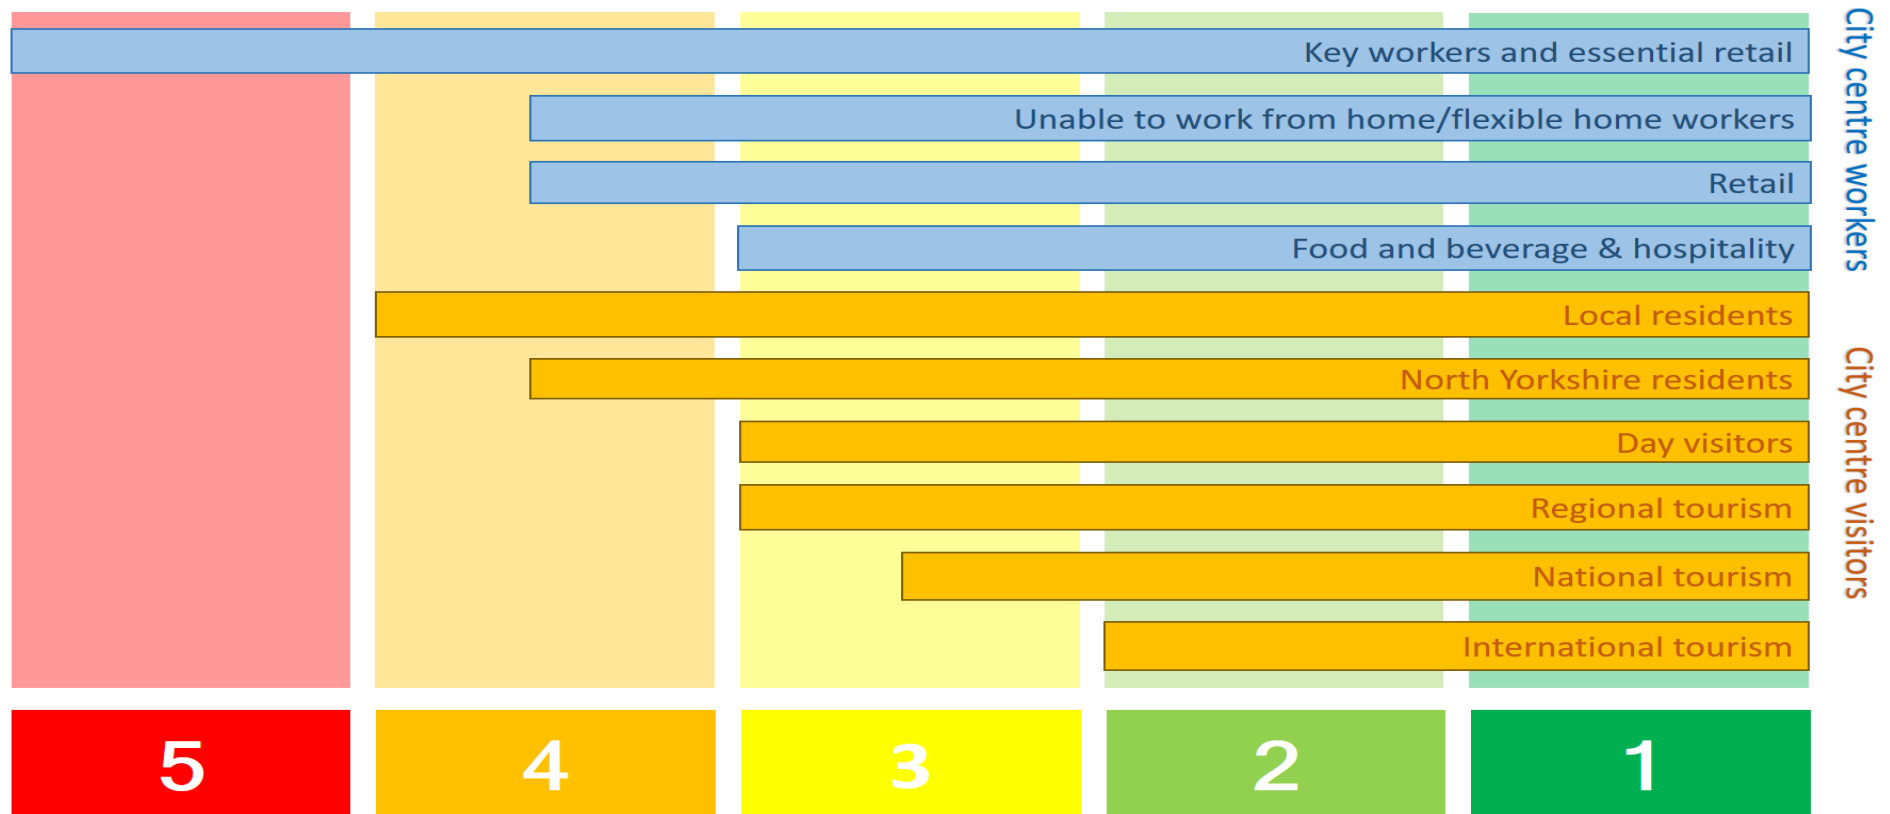 Key workers and essential retail
Unable to work from home/flexible home workers
Retail
Food and beverage & hospitality
City centre workers
Local residents
North Yorkshire residents
Day visitors
Regional tourism
National tourism
International tourism
City centre visitors
5 4 3 2 1